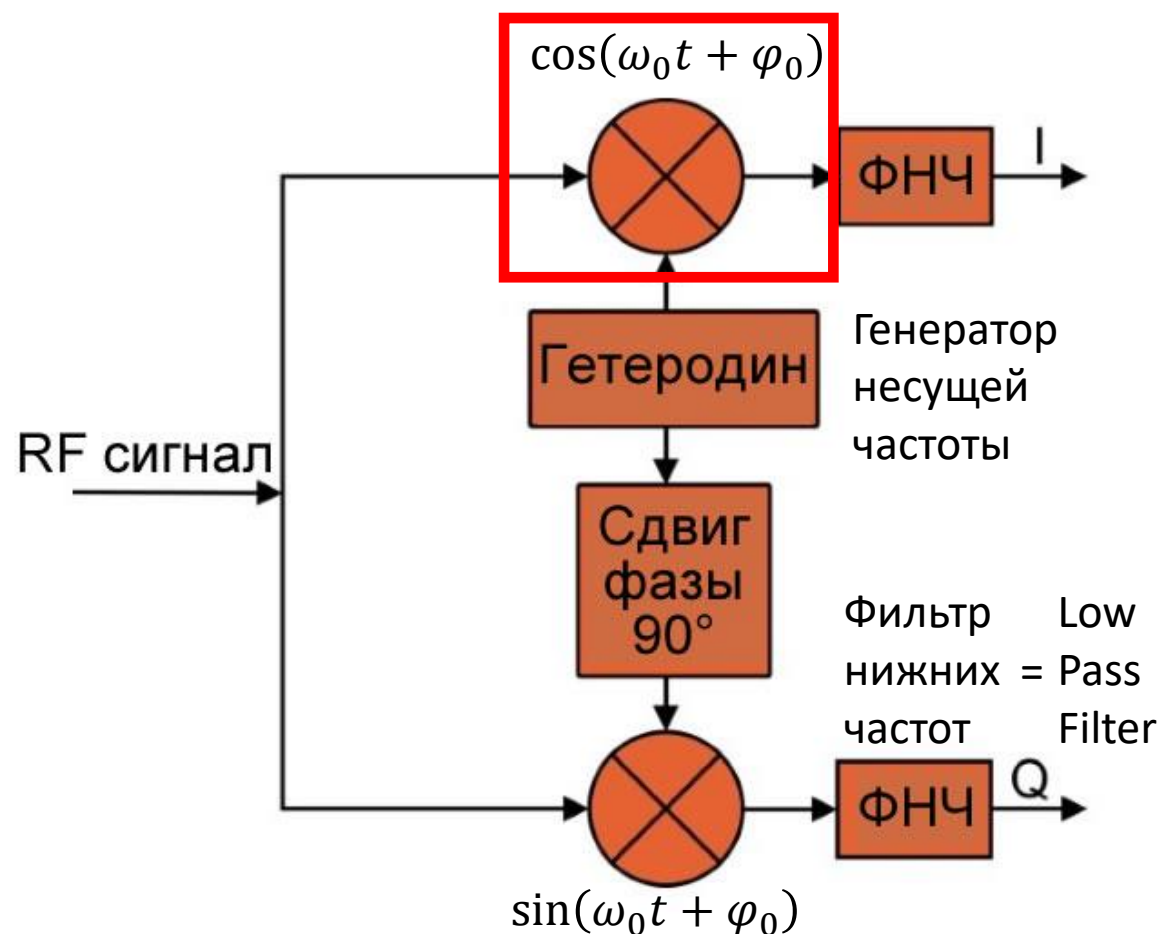 cos(𝜔₀𝑡 + 𝜑₀)
ФНЧ
I
Гетеродин
Генератор
несущей
частоты
RF сигнал
Сдвиг
фазы
90°
Фильтр Low
нижних = Pass
частот Filter
ФНЧ
Q
sin(𝜔₀𝑡 + 𝜑₀)